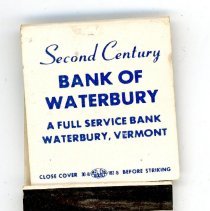 Second Century
BANK OF
WATERBURY
A FULL SERVICE BANK
WATERBURY, VERMONT
CLOSE COVER BEFORE STRIKING